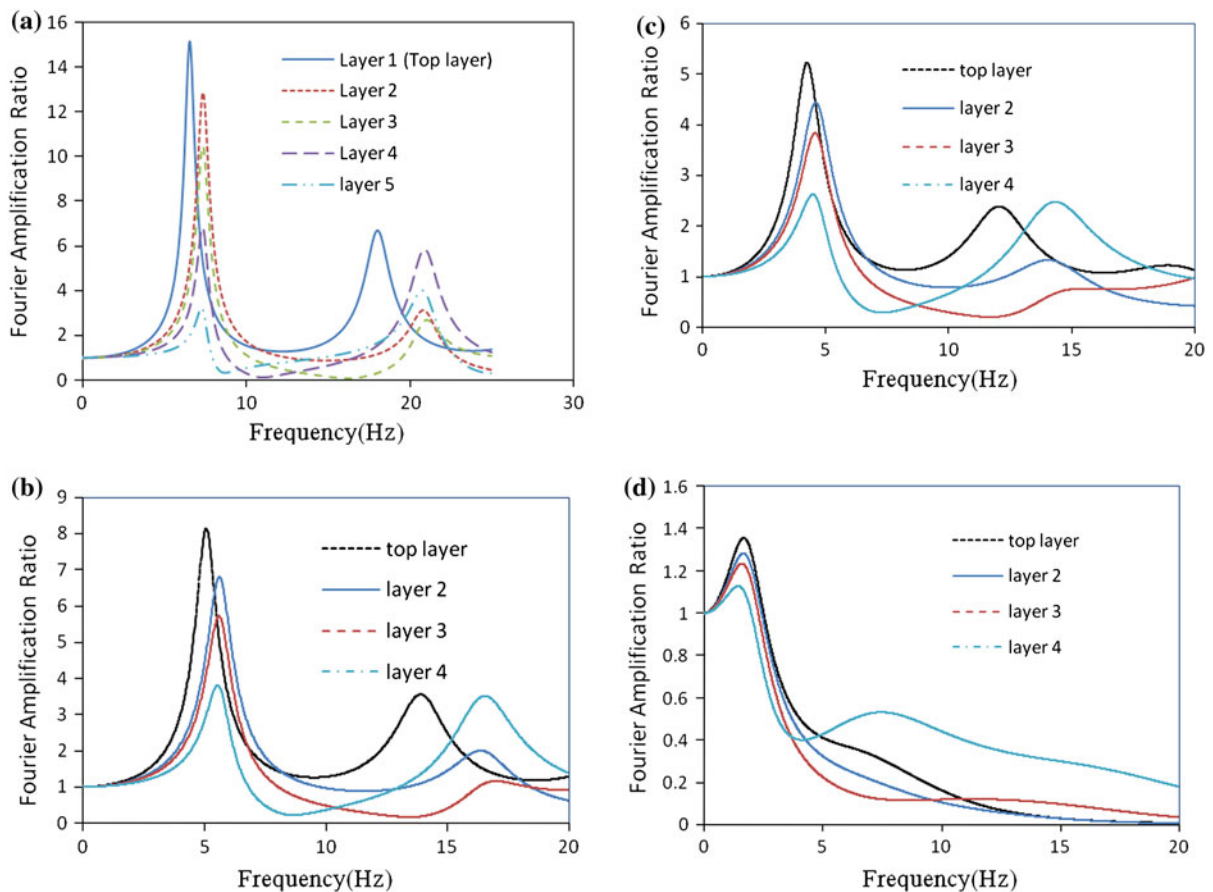 (a)
Fourier Amplification Ratio
16
14
12
10
8
6
4
2
0
Layer 1 (Top layer)
Layer 2
Layer 3
Layer 4
layer 5
0 10 20 30
Frequency(Hz)
(b)
Fourier Amplification Ratio
9
8
7
6
5
4
3
2
1
0
top layer
layer 2
layer 3
layer 4
0 5 10 15 20
Frequency(Hz)
(c)
Fourier Amplification Ratio
6
5
4
3
2
1
0
top layer
layer 2
layer 3
layer 4
0 5 10 15 20
Frequency(Hz)
(d)
Fourier Amplification Ratio
1.6
1.4
1.2
1
0.8
0.6
0.4
0.2
0
top layer
layer 2
layer 3
layer 4
0 5 10 15 20
Frequency(Hz)